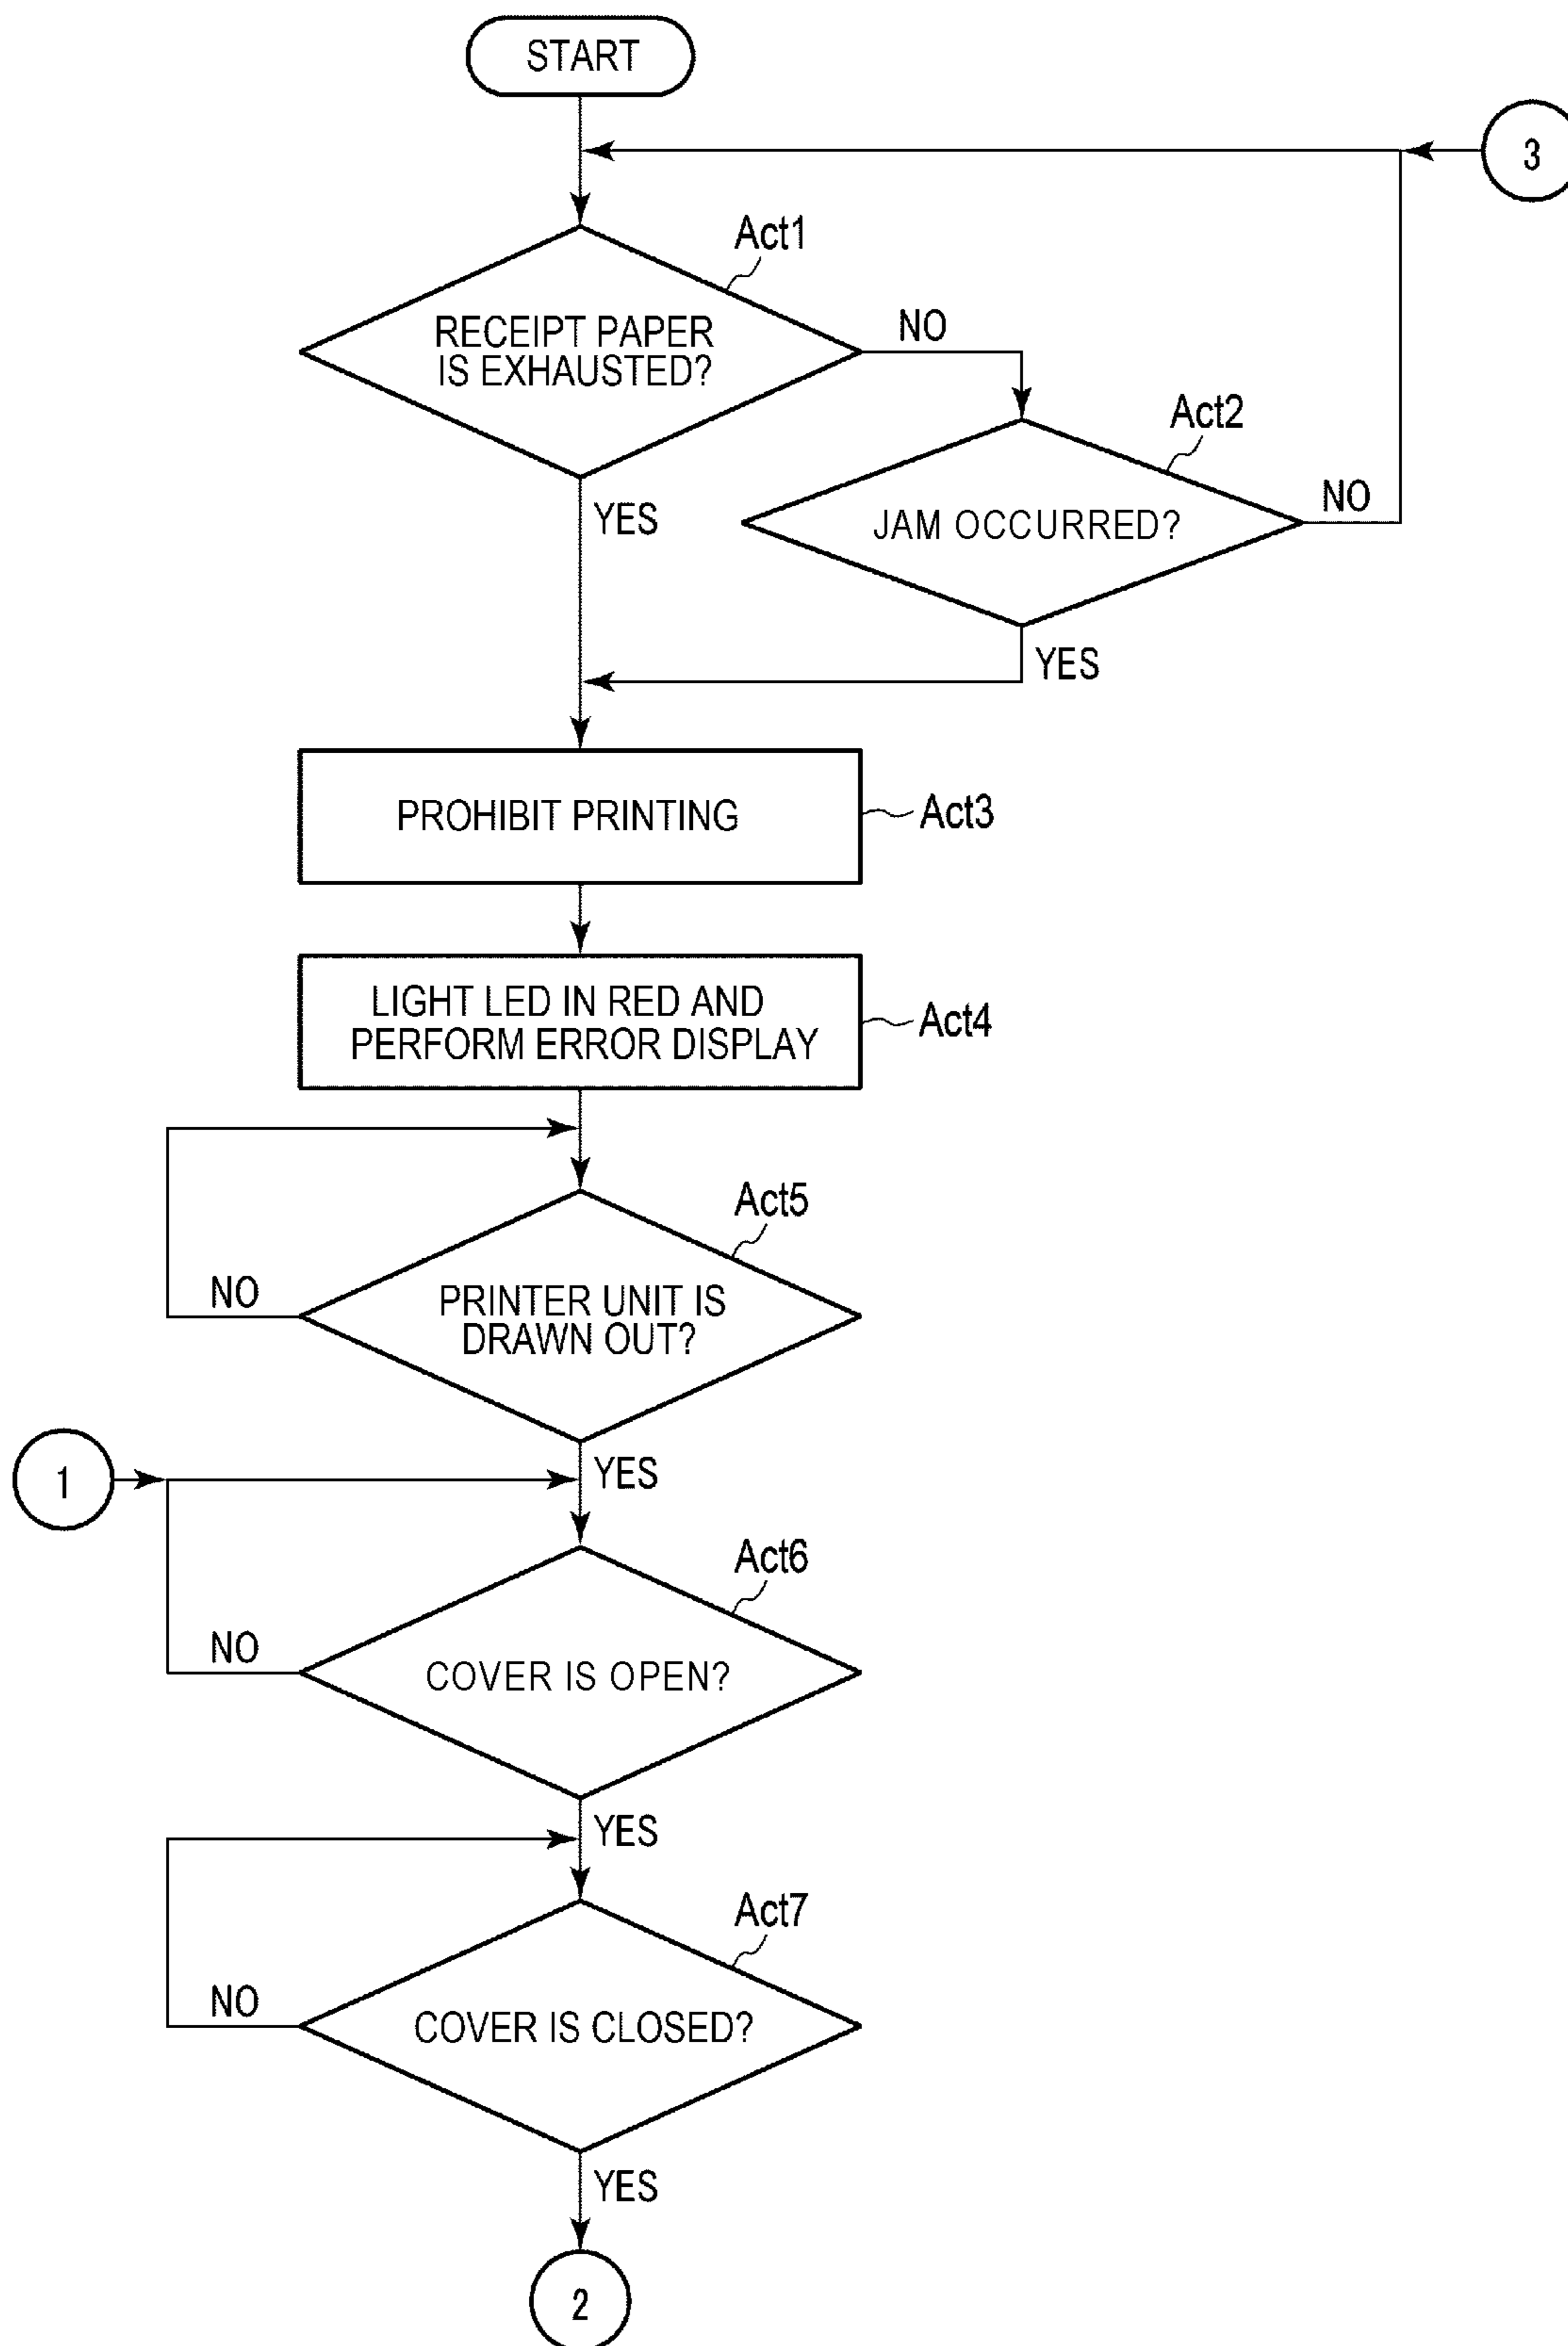 START
3
Act1
RECEIPT PAPER
IS EXHAUSTED?
NO
Act2
JAM OCCURRED?
NO
YES
YES
PROHIBIT PRINTING
Act3
LIGHT LED IN RED AND
PERFORM ERROR DISPLAY
Act4
Act5
PRINTER UNIT IS
DRAWN OUT?
NO
YES
1
Act6
COVER IS OPEN?
NO
YES
Act7
COVER IS CLOSED?
NO
YES
2